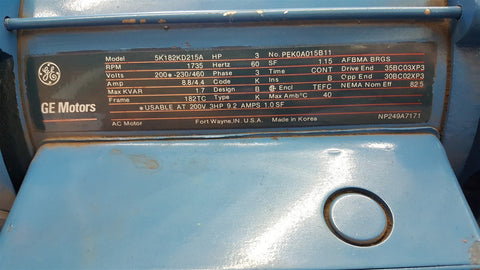 Model 5K182KD215A HP 3 No. PEK0A015B11
RPM 1735 Hertz 60 SF 1.15 AFBMA BRGS
Volts 200*-230/460 Phase 3 Time CONT Drive End 35BC03XP3
Amp 8.8/4.4 Code K Ins B Opp End 30BC02XP3
Max KVAR 1.7 Design B Encl TEFC NEMA Nom Eff 82.5
Frame 182TC Type K Max Amb°C 40
*USABLE AT 200V 3HP 9.2 AMPS 1.0 SF
GE Motors
AC Motor Fort Wayne, IN. U.S.A. Made in Korea NP249A7171